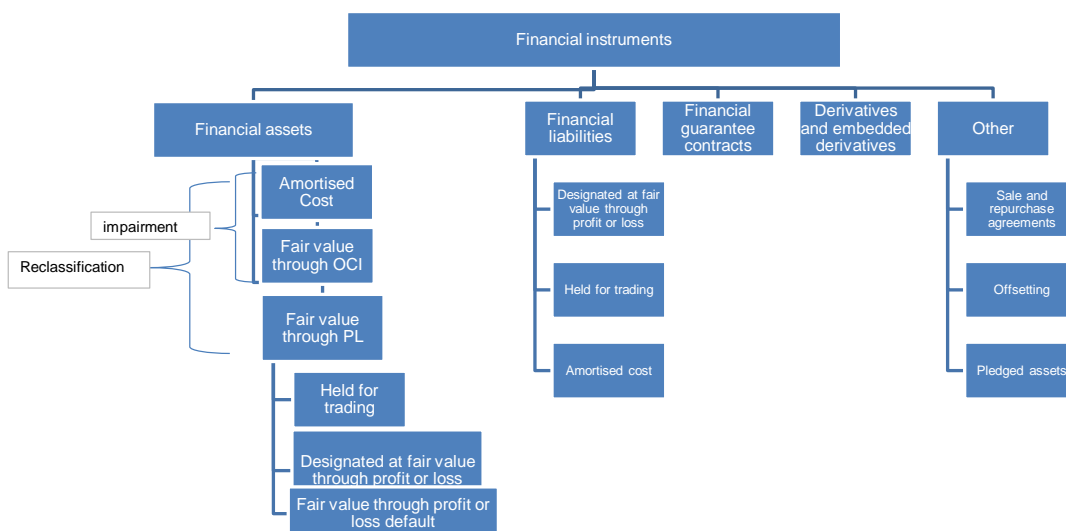 Financial instruments
Financial assets
Financial
liabilities
Financial
guarantee
contracts
Derivatives
and embedded
derivatives
Other
Amortised
Cost
impairment
Fair value
through OCI
Reclassification
Fair value
through PL
Held for
trading
Designated at fair value
through profit or loss
Fair value through profit or
loss default
Designated at fair
value through
profit or loss
Held for trading
Amortised cost
Sale and
repurchase
agreements
Offsetting
Pledged assets